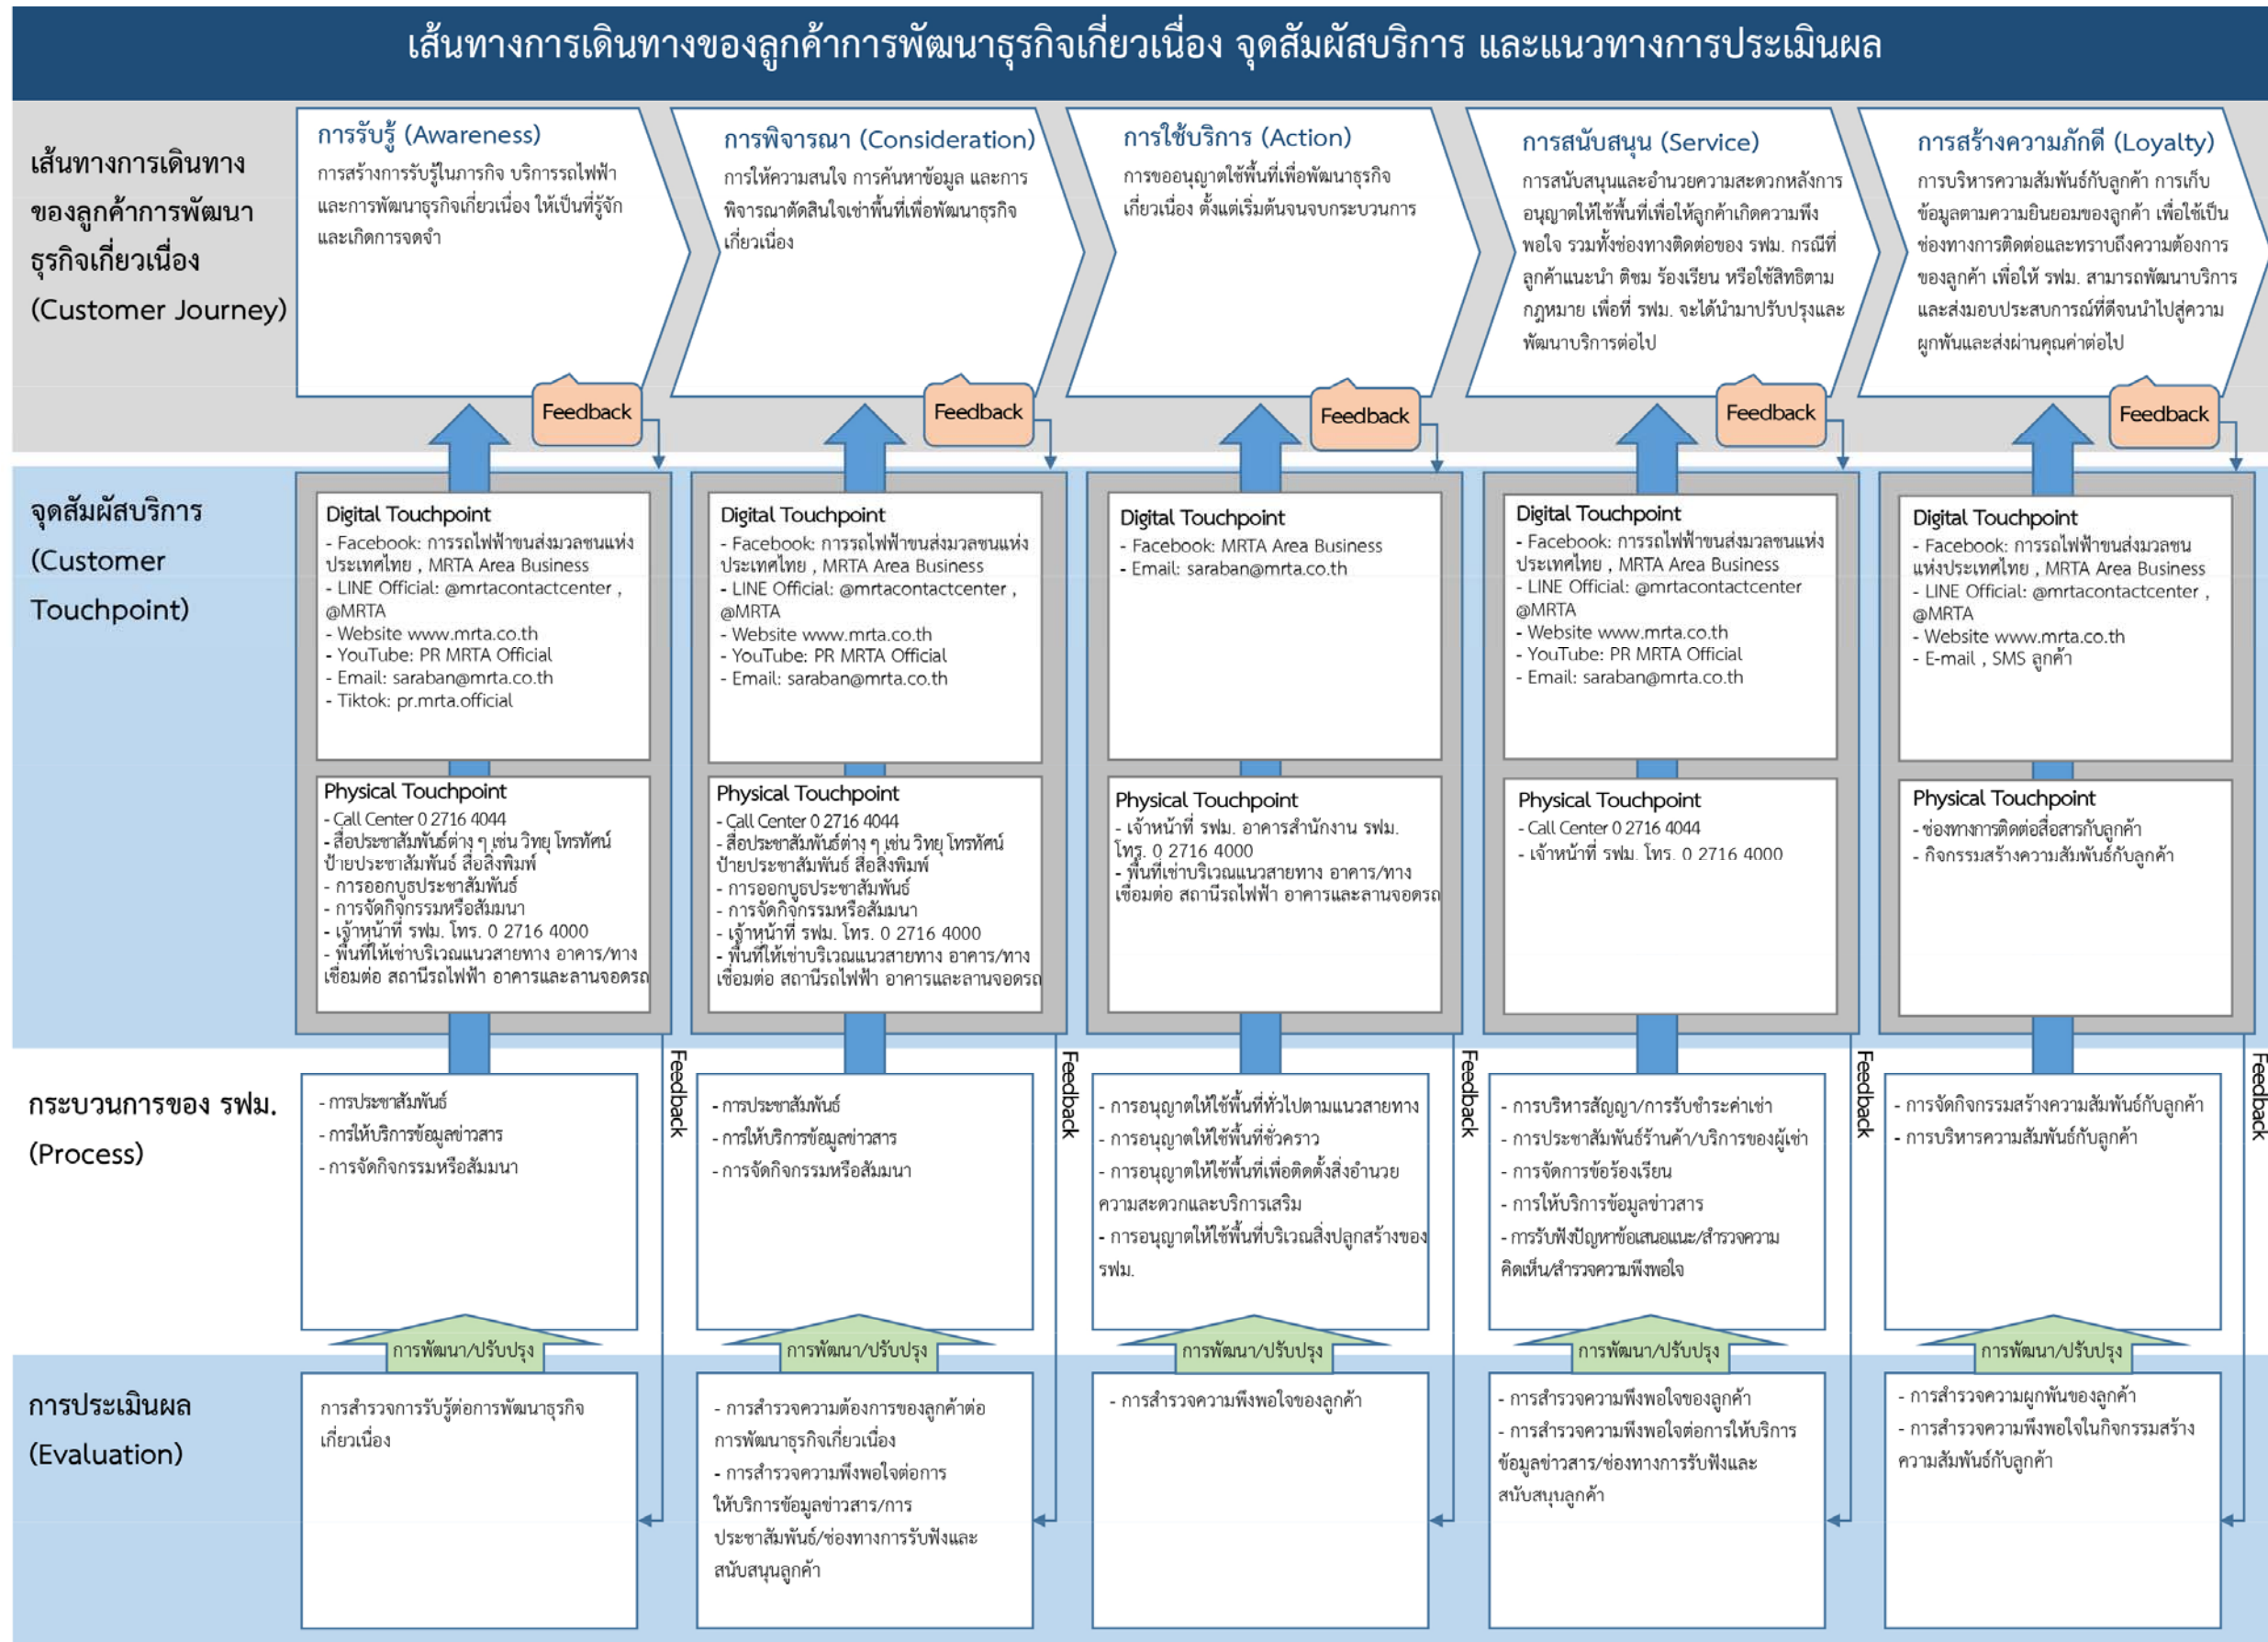 เส้นทางการเดินทางของลูกค้าการพัฒนาธุรกิจเกี่ยวเนื่อง จุดสัมผัสบริการ และแนวทางการประเมินผล
เส้นทางการเดินทาง
ของลูกค้าการพัฒนา
ธุรกิจเกี่ยวเนื่อง
(Customer Journey)
การรับรู้ (Awareness)
การสร้างการรับรู้ในภารกิจ บริการรถไฟฟ้า
และการพัฒนาธุรกิจเกี่ยวเนื่อง ให้เป็นที่รู้จัก
และเกิดการจดจำ
Feedback
การพิจารณา (Consideration)
การให้ความสนใจ การค้นหาข้อมูล และการ
พิจารณาตัดสินใจเช่าพื้นที่เพื่อพัฒนาธุรกิจ
เกี่ยวเนื่อง
Feedback
การใช้บริการ (Action)
การขออนุญาตใช้พื้นที่เพื่อพัฒนาธุรกิจ
เกี่ยวเนื่อง ตั้งแต่เริ่มต้นจนจบกระบวนการ
Feedback
การสนับสนุน (Service)
การสนับสนุนและอำนวยความสะดวกหลังการ
อนุญาตให้ใช้พื้นที่เพื่อให้ลูกค้าเกิดความพึง
พอใจ รวมทั้งช่องทางติดต่อของ รฟม. กรณีที่
ลูกค้าแนะนำ ติชม ร้องเรียน หรือใช้สิทธิตาม
กฎหมาย เพื่อที่ รฟม. จะได้นำมาปรับปรุงและ
พัฒนาบริการต่อไป
Feedback
การสร้างความภักดี (Loyalty)
การบริหารความสัมพันธ์กับลูกค้า การเก็บ
ข้อมูลตามความยินยอมของลูกค้า เพื่อใช้เป็น
ช่องทางการติดต่อและทราบถึงความต้องการ
ของลูกค้า เพื่อให้ รฟม. สามารถพัฒนาบริการ
และส่งมอบประสบการณ์ที่ดีจนนำไปสู่ความ
ผูกพันและส่งผ่านคุณค่าต่อไป
Feedback
จุดสัมผัสบริการ
(Customer
Touchpoint)
Digital Touchpoint
- Facebook: การรถไฟฟ้าขนส่งมวลชนแห่ง
ประเทศไทย , MRTA Area Business
- LINE Official: @mrtacontactcenter ,
@MRTA
- Website www.mrta.co.th
- YouTube: PR MRTA Official
- Email: saraban@mrta.co.th
- Tiktok: pr.mrta.official
Physical Touchpoint
- Call Center 0 2716 4044
- สื่อประชาสัมพันธ์ต่าง ๆ เช่น วิทยุ โทรทัศน์
ป้ายประชาสัมพันธ์ สื่อสิ่งพิมพ์
- การออกบูธประชาสัมพันธ์
- การจัดกิจกรรมหรือสัมมนา
- เจ้าหน้าที่ รฟม. โทร. 0 2716 4000
- พื้นที่ให้เช่าบริเวณแนวสายทาง อาคาร/ทาง
เชื่อมต่อ สถานีรถไฟฟ้า อาคารและลานจอดรถ
Digital Touchpoint
- Facebook: การรถไฟฟ้าขนส่งมวลชนแห่ง
ประเทศไทย , MRTA Area Business
- LINE Official: @mrtacontactcenter ,
@MRTA
- Website www.mrta.co.th
- YouTube: PR MRTA Official
- Email: saraban@mrta.co.th
Physical Touchpoint
- Call Center 0 2716 4044
- สื่อประชาสัมพันธ์ต่าง ๆ เช่น วิทยุ โทรทัศน์
ป้ายประชาสัมพันธ์ สื่อสิ่งพิมพ์
- การออกบูธประชาสัมพันธ์
- การจัดกิจกรรมหรือสัมมนา
- เจ้าหน้าที่ รฟม. โทร. 0 2716 4000
- พื้นที่ให้เช่าบริเวณแนวสายทาง อาคาร/ทาง
เชื่อมต่อ สถานีรถไฟฟ้า อาคารและลานจอดรถ
Digital Touchpoint
- Facebook: MRTA Area Business
- Email: saraban@mrta.co.th
Physical Touchpoint
- เจ้าหน้าที่ รฟม. อาคารสำนักงาน รฟม.
โทร. 0 2716 4000
- พื้นที่เช่าบริเวณแนวสายทาง อาคาร/ทาง
เชื่อมต่อ สถานีรถไฟฟ้า อาคารและลานจอดรถ
Digital Touchpoint
- Facebook: การรถไฟฟ้าขนส่งมวลชนแห่ง
ประเทศไทย , MRTA Area Business
- LINE Official: @mrtacontactcenter
@MRTA
- Website www.mrta.co.th
- YouTube: PR MRTA Official
- Email: saraban@mrta.co.th
Physical Touchpoint
- Call Center 0 2716 4044
- เจ้าหน้าที่ รฟม. โทร. 0 2716 4000
Digital Touchpoint
- Facebook: การรถไฟฟ้าขนส่งมวลชน
แห่งประเทศไทย , MRTA Area Business
- LINE Official: @mrtacontactcenter ,
@MRTA
- Website www.mrta.co.th
- E-mail , SMS ลูกค้า
Physical Touchpoint
- ช่องทางการติดต่อสื่อสารกับลูกค้า
- กิจกรรมสร้างความสัมพันธ์กับลูกค้า
กระบวนการของ รฟม.
(Process)
- การประชาสัมพันธ์
- การให้บริการข้อมูลข่าวสาร
- การจัดกิจกรรมหรือสัมมนา
Feedback
- การประชาสัมพันธ์
- การให้บริการข้อมูลข่าวสาร
- การจัดกิจกรรมหรือสัมมนา
Feedback
- การอนุญาตให้ใช้พื้นที่ทั่วไปตามแนวสายทาง
- การอนุญาตให้ใช้พื้นที่ชั่วคราว
- การอนุญาตให้ใช้พื้นที่เพื่อติดตั้งสิ่งอำนวย
ความสะดวกและบริการเสริม
- การอนุญาตให้ใช้พื้นที่บริเวณสิ่งปลูกสร้างของ
รฟม.
Feedback
- การบริหารสัญญา/การรับชำระค่าเช่า
- การประชาสัมพันธ์ร้านค้า/บริการของผู้เช่า
- การจัดการข้อร้องเรียน
- การให้บริการข้อมูลข่าวสาร
- การรับฟังปัญหาข้อเสนอแนะ/สำรวจความ
คิดเห็น/สำรวจความพึงพอใจ
Feedback
- การจัดกิจกรรมสร้างความสัมพันธ์กับลูกค้า
- การบริหารความสัมพันธ์กับลูกค้า
Feedback
การพัฒนา/ปรับปรุง
การพัฒนา/ปรับปรุง
การพัฒนา/ปรับปรุง
การพัฒนา/ปรับปรุง
การพัฒนา/ปรับปรุง
การประเมินผล
(Evaluation)
การสำรวจการรับรู้ต่อการพัฒนาธุรกิจ
เกี่ยวเนื่อง
- การสำรวจความต้องการของลูกค้าต่อ
การพัฒนาธุรกิจเกี่ยวเนื่อง
- การสำรวจความพึงพอใจต่อการ
ให้บริการข้อมูลข่าวสาร/การ
ประชาสัมพันธ์/ช่องทางการรับฟังและ
สนับสนุนลูกค้า
- การสำรวจความพึงพอใจของลูกค้า
- การสำรวจความพึงพอใจของลูกค้า
- การสำรวจความพึงพอใจต่อการให้บริการ
ข้อมูลข่าวสาร/ช่องทางการรับฟังและ
สนับสนุนลูกค้า
- การสำรวจความผูกพันของลูกค้า
- การสำรวจความพึงพอใจในกิจกรรมสร้าง
ความสัมพันธ์กับลูกค้า